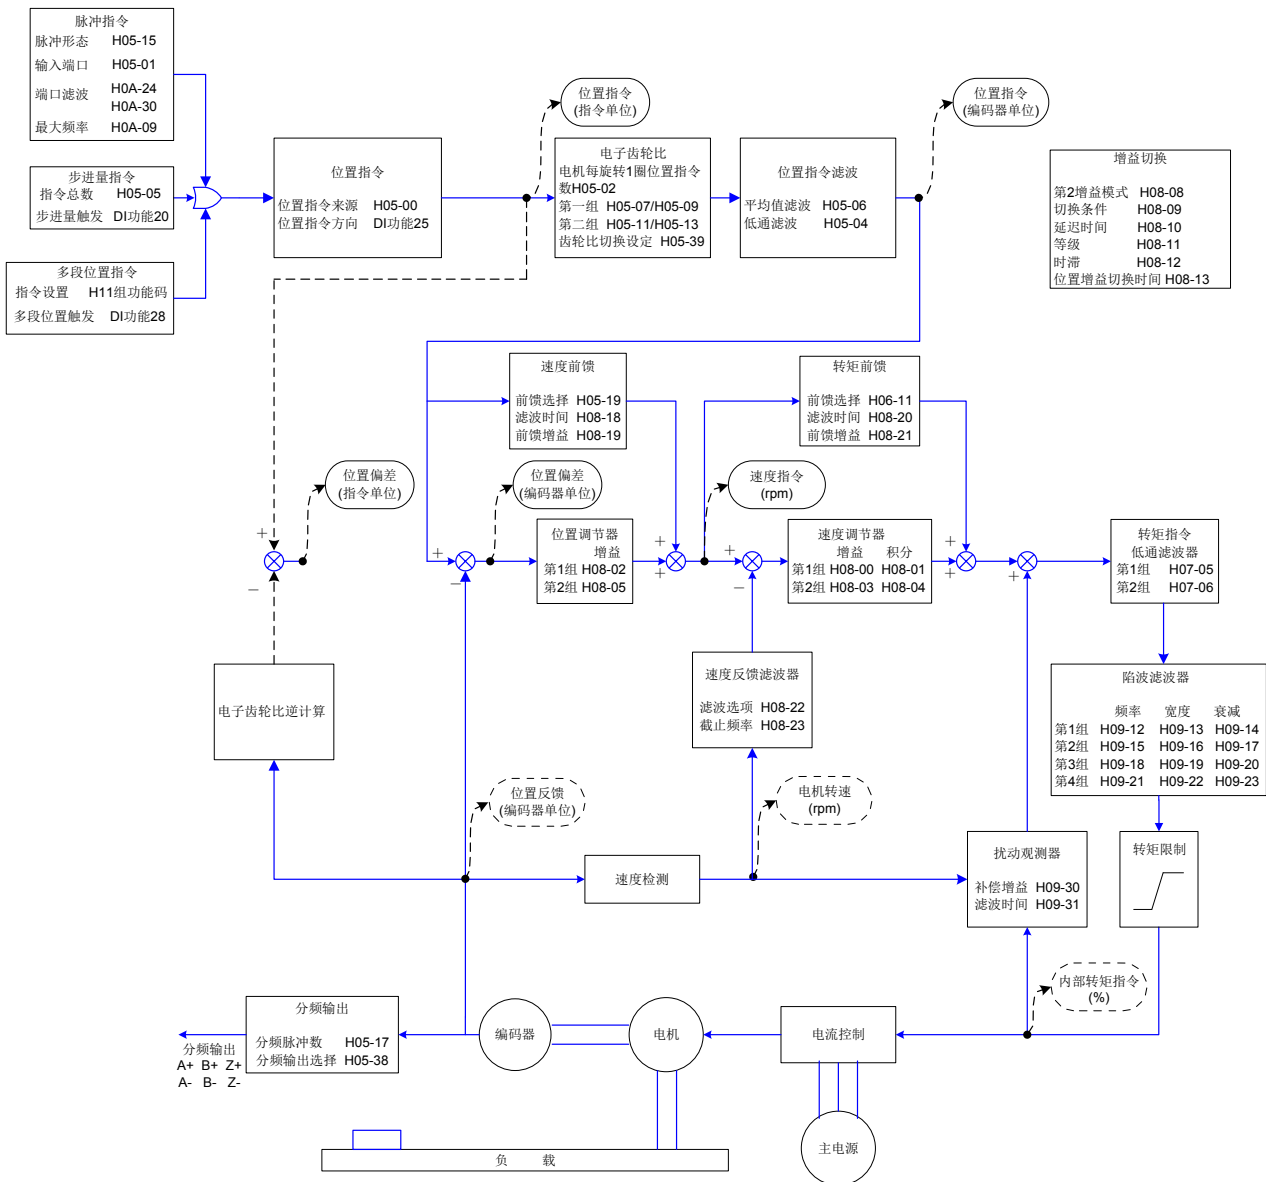 脉冲指令
脉冲形态 H05-15
输入端口 H05-01
端口滤波 H0A-24
H0A-30
最大频率 H0A-09
步进量指令
指令总数 H05-05
步进量触发 DI功能20
多段位置指令
指令设置 H11组功能码
多段位置触发 DI功能28
位置指令
位置指令来源 H05-00
位置指令方向 DI功能25
位置指令
(指令单位)
电子齿轮比
电机每旋转1圈位置指令
数H05-02
第一组 H05-07/H05-09
第二组 H05-11/H05-13
齿轮比切换设定 H05-39
位置指令滤波
平均值滤波 H05-06
低通滤波 H05-04
位置指令
(编码器单位)
增益切换
第2增益模式 H08-08
切换条件 H08-09
延迟时间 H08-10
等级 H08-11
时滞 H08-12
位置增益切换时间 H08-13
速度前馈
前馈选择 H05-19
滤波时间 H08-18
前馈增益 H08-19
转矩前馈
前馈选择 H06-11
滤波时间 H08-20
前馈增益 H08-21
位置偏差
(指令单位)
位置偏差
(编码器单位)
速度指令
(rpm)
+
−
+
−
位置调节器
增益
第1组 H08-02
第2组 H08-05
+
+
+
−
速度调节器
增益 积分
第1组 H08-00 H08-01
第2组 H08-03 H08-04
+
+
+
+
转矩指令
低通滤波器
第1组 H07-05
第2组 H07-06
电子齿轮比逆计算
速度反馈滤波器
滤波选项 H08-22
截止频率 H08-23
陷波滤波器
频率 宽度 衰减
第1组 H09-12 H09-13 H09-14
第2组 H09-15 H09-16 H09-17
第3组 H09-18 H09-19 H09-20
第4组 H09-21 H09-22 H09-23
位置反馈
(编码器单位)
电机转速
(rpm)
速度检测
扰动观测器
补偿增益 H09-30
滤波时间 H09-31
转矩限制
内部转矩指令
(%)
分频输出
A+ B+ Z+
A- B- Z-
分频输出
分频脉冲数 H05-17
分频输出选择 H05-38
编码器
电机
电流控制
主电源
负 载